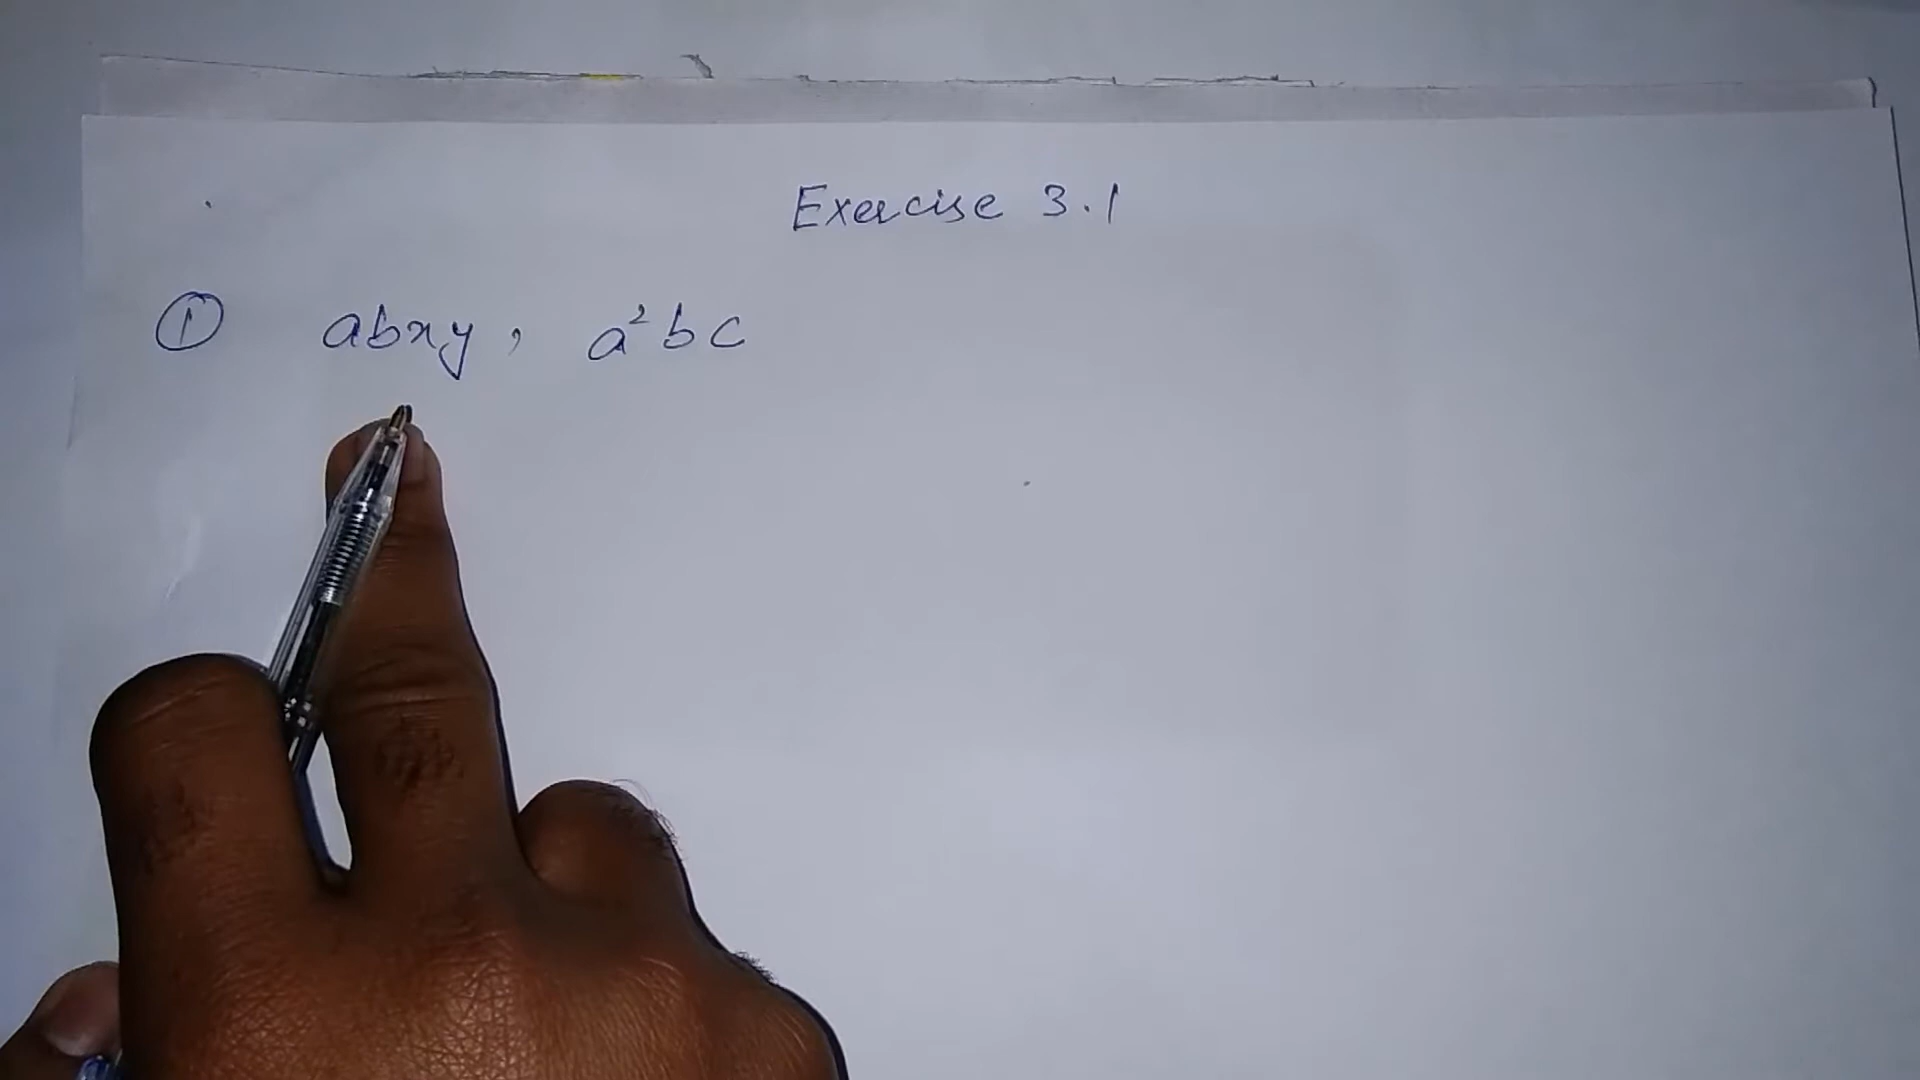 Exercise 3.1
① abxy, a²bc